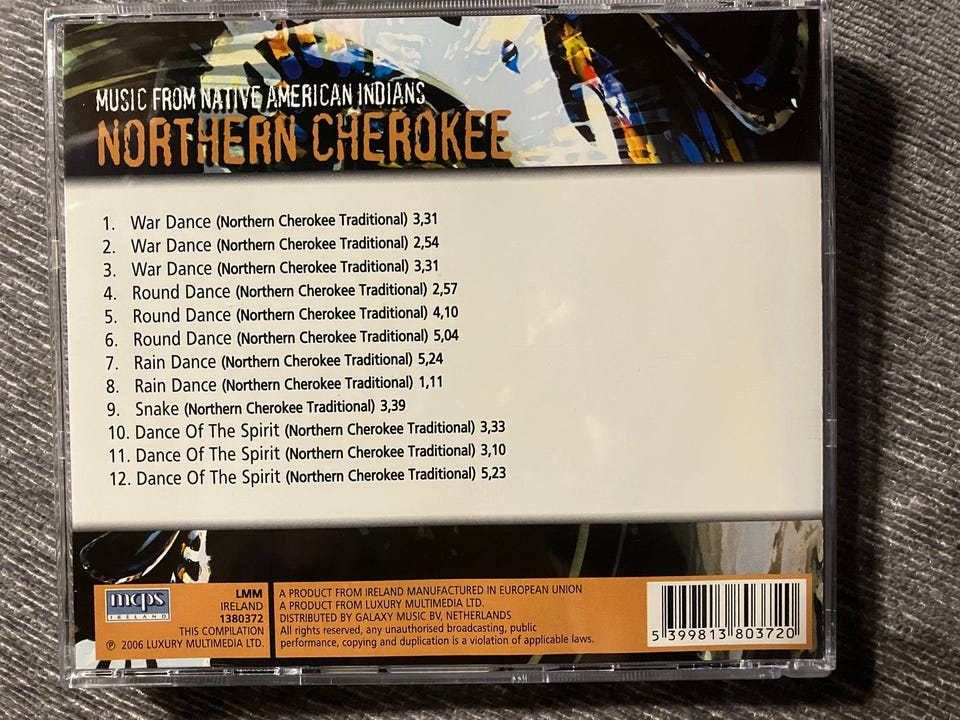 MUSIC FROM NATIVE AMERICAN INDIANS
NORTHERN CHEROKEE
1. War Dance (Northern Cherokee Traditional) 3,31
2. War Dance (Northern Cherokee Traditional) 2,54
3. War Dance (Northern Cherokee Traditional) 3,31
4. Round Dance (Northern Cherokee Traditional) 2,57
5. Round Dance (Northern Cherokee Traditional) 4,10
6. Round Dance (Northern Cherokee Traditional) 5,04
7. Rain Dance (Northern Cherokee Traditional) 5,24
8. Rain Dance (Northern Cherokee Traditional) 1,11
9. Snake (Northern Cherokee Traditional) 3,39
10. Dance Of The Spirit (Northern Cherokee Traditional) 3,33
11. Dance Of The Spirit (Northern Cherokee Traditional) 3,10
12. Dance Of The Spirit (Northern Cherokee Traditional) 5,23
mcps
IRELAND
LMM
IRELAND
1380372
THIS COMPILATION
℗ 2006 LUXURY MULTIMEDIA LTD.
A PRODUCT FROM IRELAND MANUFACTURED IN EUROPEAN UNION
A PRODUCT FROM LUXURY MULTIMEDIA LTD.
DISTRIBUTED BY GALAXY MUSIC BV, NETHERLANDS
All rights reserved, any unauthorised broadcasting, public
performance, copying and duplication is a violation of applicable laws.
5 399813 803720